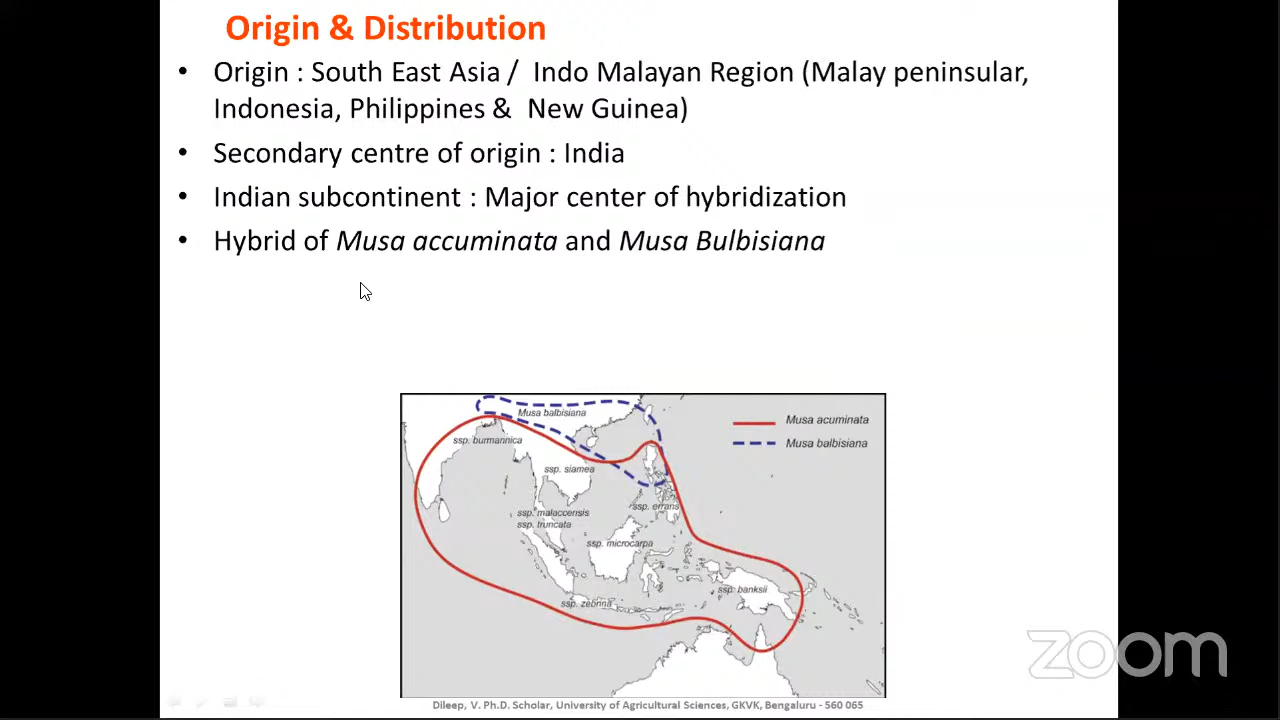 Origin & Distribution
• Origin : South East Asia / Indo Malayan Region (Malay peninsular,
Indonesia, Philippines & New Guinea)
• Secondary centre of origin : India
• Indian subcontinent : Major center of hybridization
• Hybrid of Musa accuminata and Musa Bulbisiana
Musa balbisiana
Musa acuminata
ssp. burmannica
Musa balbisiana
ssp. siamea
ssp. errans
ssp. malaccensis
ssp. truncata
ssp. microcarpa
ssp. banksii
ssp. zebrina
zoom
Dileep, V. Ph.D. Scholar, University of Agricultural Sciences, GKVK, Bengaluru - 560 065